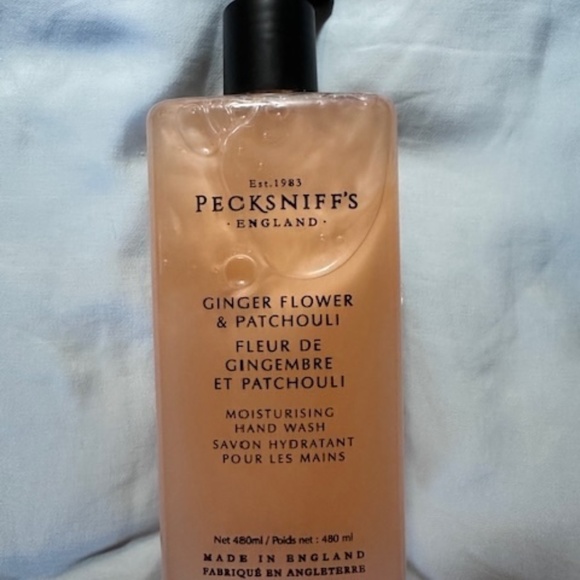 Est. 1983
PECKSNIFF'S
· ENGLAND ·
GINGER FLOWER
& PATCHOULI
FLEUR DE
GINGEMBRE
ET PATCHOULI
MOISTURISING
HAND WASH
SAVON HYDRATANT
POUR LES MAINS
Net 480ml / Poids net : 480 ml
MADE IN ENGLAND
FABRIQUÉ EN ANGLETERRE